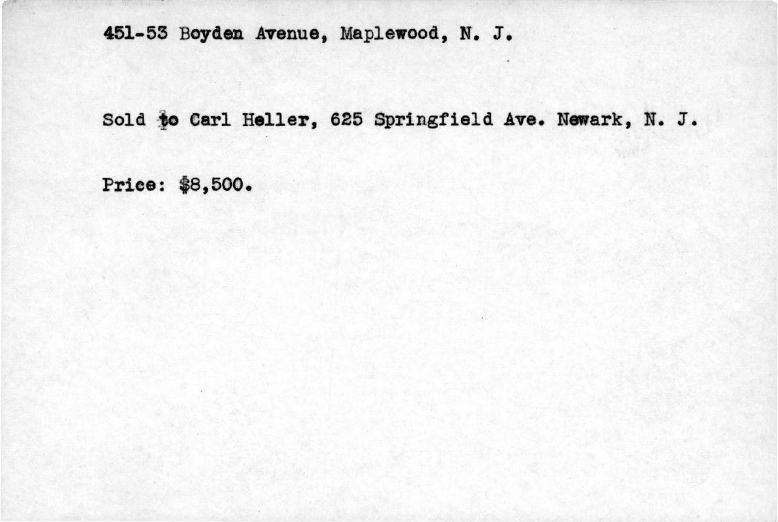 451-53 Boyden Avenue, Maplewood, N. J.
Sold to Carl Heller, 625 Springfield Ave. Newark, N. J.
Price: $8,500.